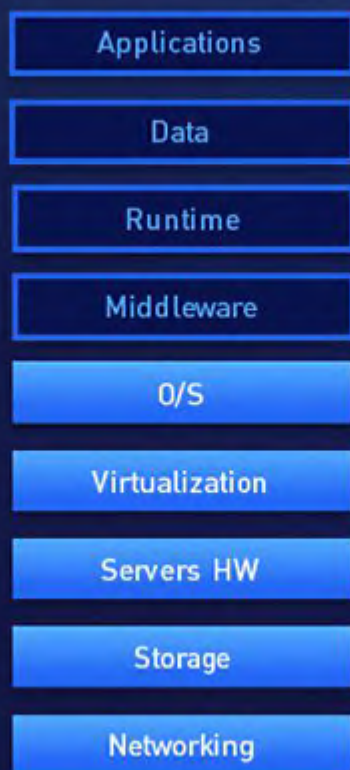 Applications
Data
Runtime
Middleware
O/S
Virtualization
Servers HW
Storage
Networking